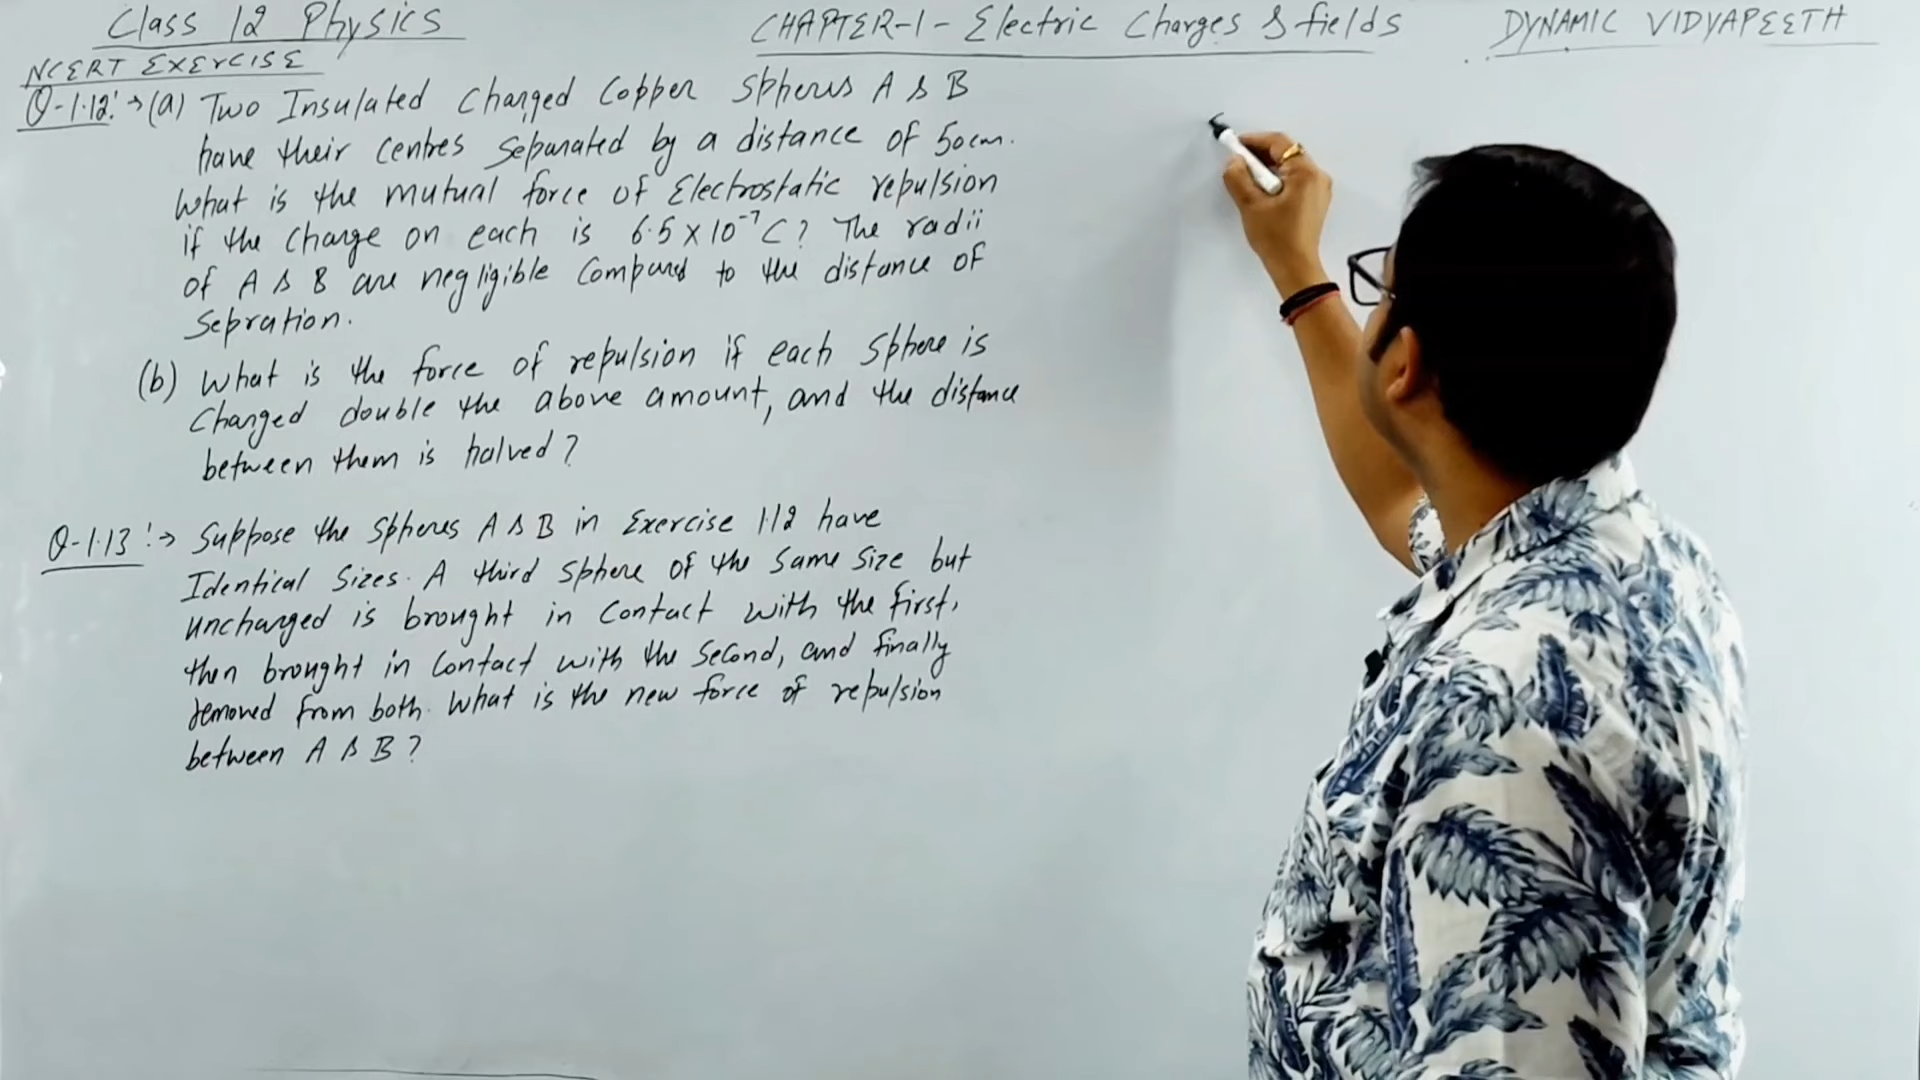 Class 12 Physics
CHAPTER-1 - Electric Charges & fields
DYNAMIC VIDYAPEETH
NCERT EXERCISE
Q-1.12:→ (a) Two Insulated charged Copper Spheres A & B
have their centres Separated by a distance of 50cm.
What is the mutual force of Electrostatic repulsion
if the charge on each is 6.5 × 10⁻⁷ C? The radii
of A & B are negligible Compared to the distance of
Sepration.
(b) What is the force of repulsion if each Sphere is
Charged double the above amount, and the distance
between them is halved?
Q-1.13:→ Suppose the Spheres A & B in Exercise 1.12 have
Identical Sizes. A third Sphere of the Same Size but
uncharged is brought in Contact with the first,
then brought in Contact with the Second, and finally
removed from both. What is the new force of repulsion
between A & B?